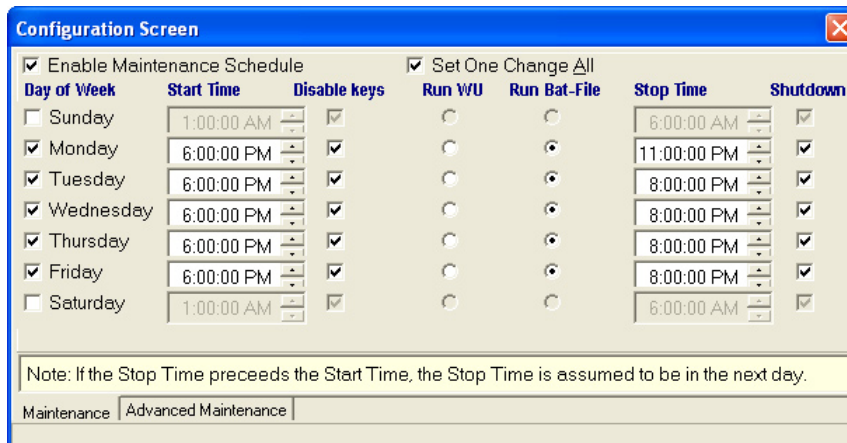 Configuration Screen
Enable Maintenance Schedule Set One Change All
Day of Week Start Time Disable keys Run WU Run Bat-File Stop Time Shutdown
Sunday 1:00:00 AM 6:00:00 AM
Monday 6:00:00 PM 11:00:00 PM
Tuesday 6:00:00 PM 8:00:00 PM
Wednesday 6:00:00 PM 8:00:00 PM
Thursday 6:00:00 PM 8:00:00 PM
Friday 6:00:00 PM 8:00:00 PM
Saturday 1:00:00 AM 6:00:00 AM
Note: If the Stop Time preceeds the Start Time, the Stop Time is assumed to be in the next day.
Maintenance Advanced Maintenance